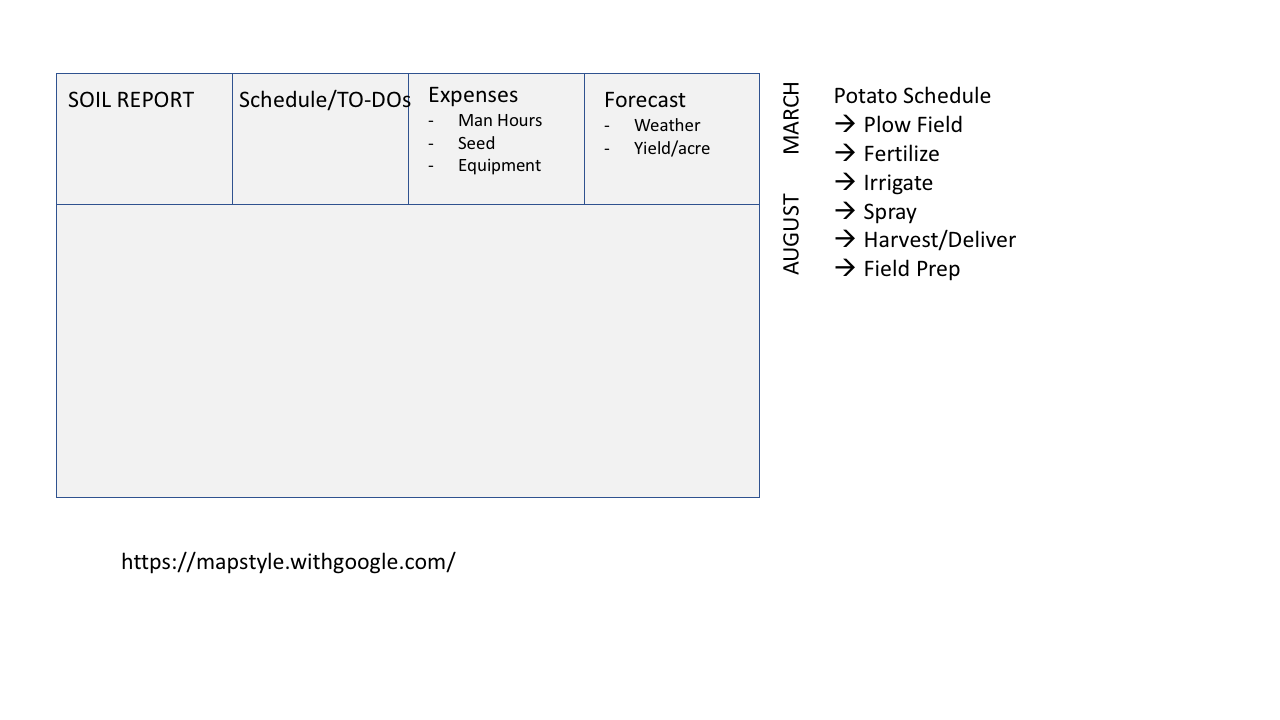 SOIL REPORT
Schedule/TO-DOs
Expenses
- Man Hours
- Seed
- Equipment
Forecast
- Weather
- Yield/acre
MARCH
AUGUST
Potato Schedule
→ Plow Field
→ Fertilize
→ Irrigate
→ Spray
→ Harvest/Deliver
→ Field Prep
https://mapstyle.withgoogle.com/